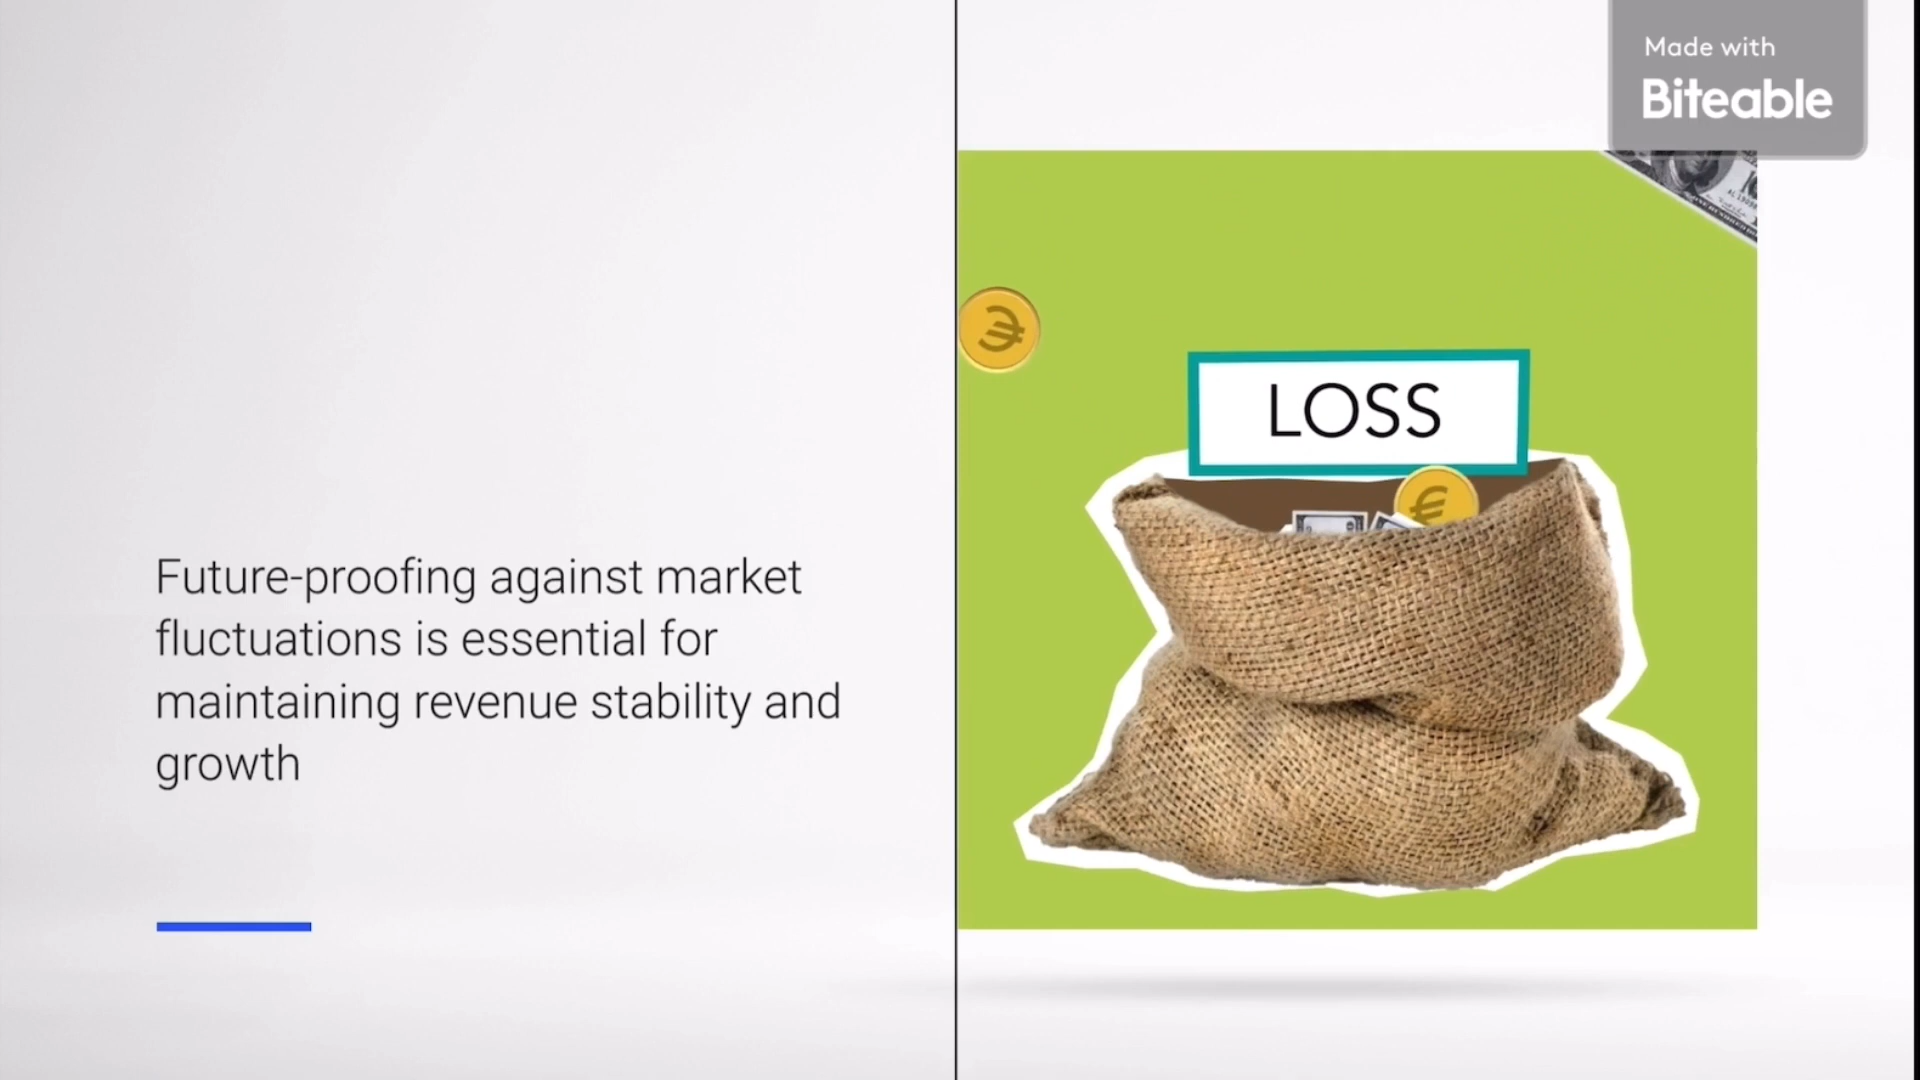 Made with
Biteable
LOSS
€
€
Future-proofing against market
fluctuations is essential for
maintaining revenue stability and
growth